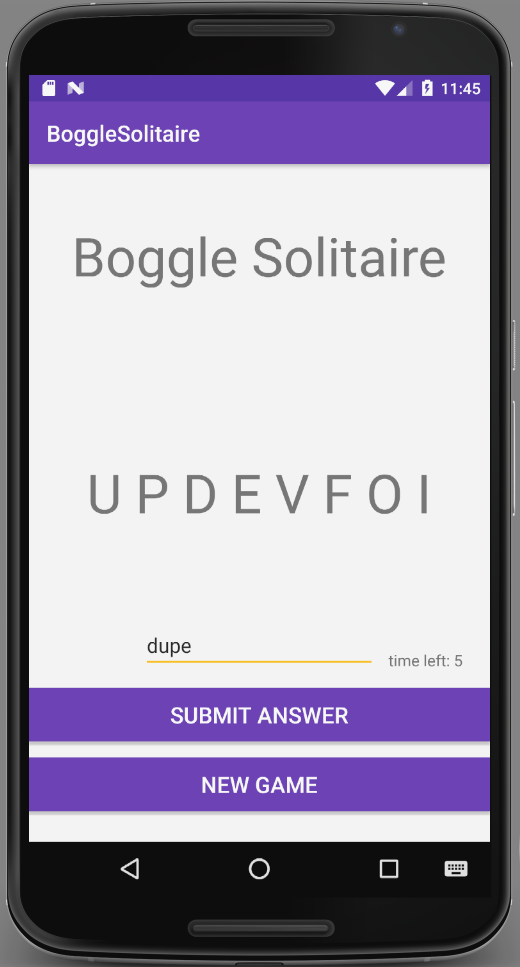 11:45
BoggleSolitaire
Boggle Solitaire
U P D E V F O I
dupe
time left: 5
SUBMIT ANSWER
NEW GAME